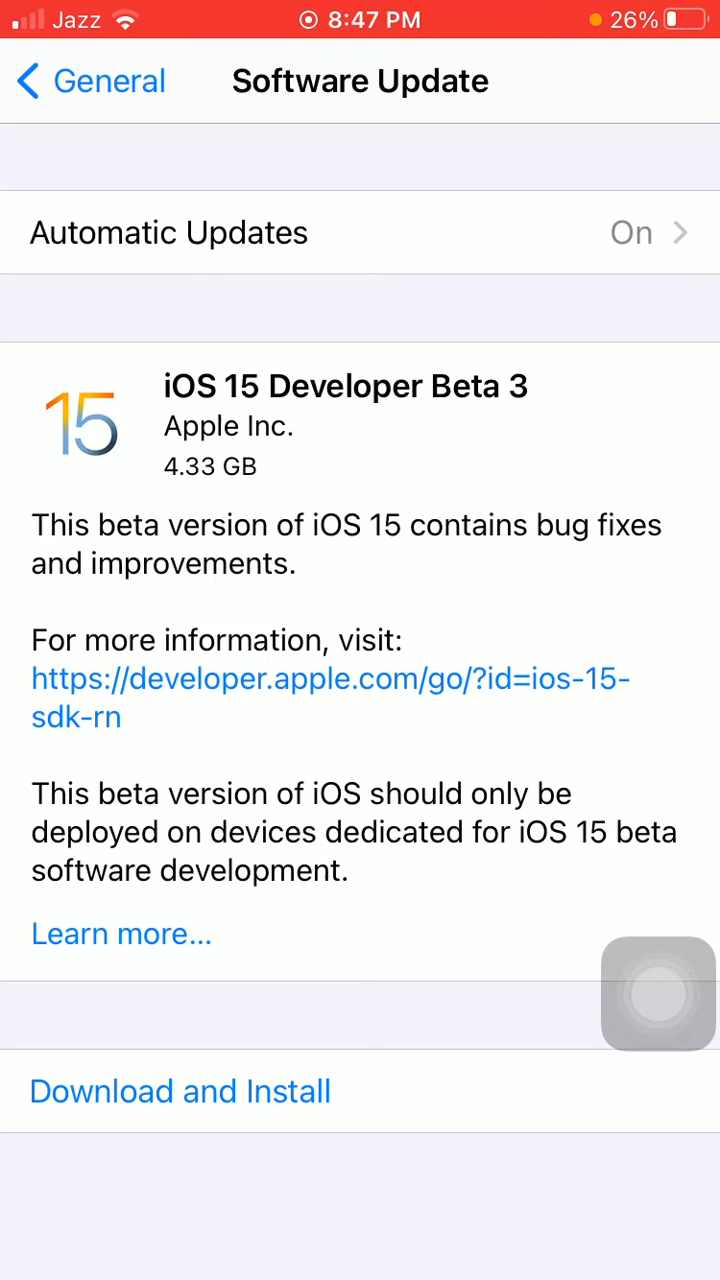 Jazz 8:47 PM 26%
General Software Update
Automatic Updates On
15
iOS 15 Developer Beta 3
Apple Inc.
4.33 GB
This beta version of iOS 15 contains bug fixes
and improvements.
For more information, visit:
https://developer.apple.com/go/?id=ios-15-
sdk-rn
This beta version of iOS should only be
deployed on devices dedicated for iOS 15 beta
software development.
Learn more...
Download and Install